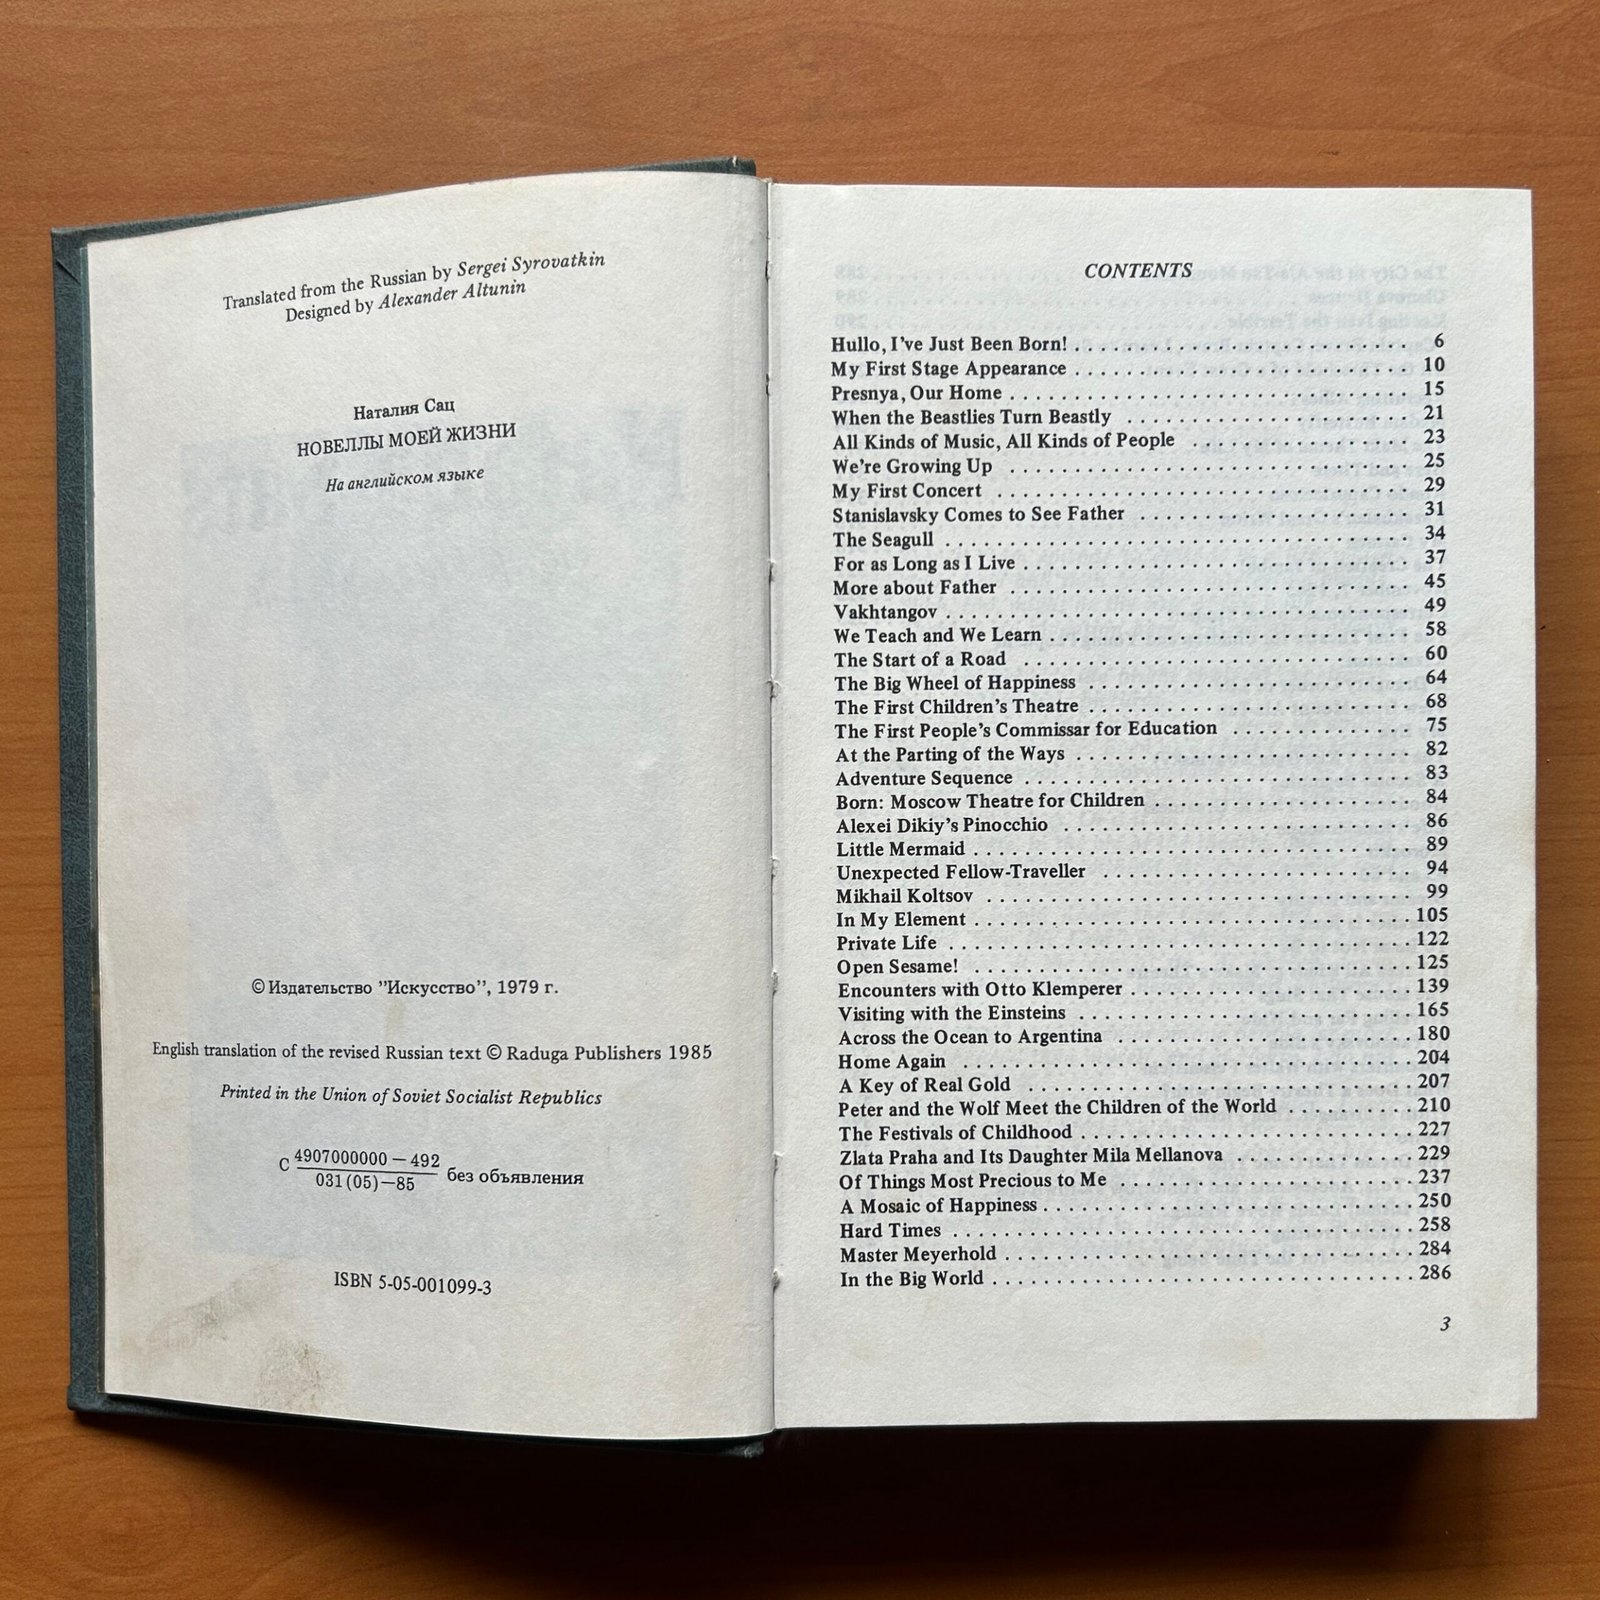 Translated from the Russian by Sergei Syrovatkin
Designed by Alexander Altunin
Наталия Сац
НОВЕЛЛЫ МОЕЙ ЖИЗНИ
На английском языке
© Издательство "Искусство", 1979 г.
English translation of the revised Russian text © Raduga Publishers 1985
Printed in the Union of Soviet Socialist Republics
С 4907000000 — 492
031(05)—85 без объявления
ISBN 5-05-001099-3
CONTENTS
Hullo, I've Just Been Born! . . . . . . . . . . 6
My First Stage Appearance . . . . . . . . . . 10
Presnya, Our Home . . . . . . . . . . 15
When the Beastlies Turn Beastly . . . . . . . . . . 21
All Kinds of Music, All Kinds of People . . . . . . . . . . 23
We're Growing Up . . . . . . . . . . 25
My First Concert . . . . . . . . . . 29
Stanislavsky Comes to See Father . . . . . . . . . . 31
The Seagull . . . . . . . . . . 34
For as Long as I Live . . . . . . . . . . 37
More about Father . . . . . . . . . . 45
Vakhtangov . . . . . . . . . . 49
We Teach and We Learn . . . . . . . . . . 58
The Start of a Road . . . . . . . . . . 60
The Big Wheel of Happiness . . . . . . . . . . 64
The First Children's Theatre . . . . . . . . . . 68
The First People's Commissar for Education . . . . . . . . . . 75
At the Parting of the Ways . . . . . . . . . . 82
Adventure Sequence . . . . . . . . . . 83
Born: Moscow Theatre for Children . . . . . . . . . . 84
Alexei Dikiy's Pinocchio . . . . . . . . . . 86
Little Mermaid . . . . . . . . . . 89
Unexpected Fellow-Traveller . . . . . . . . . . 94
Mikhail Koltsov . . . . . . . . . . 99
In My Element . . . . . . . . . . 105
Private Life . . . . . . . . . . 122
Open Sesame! . . . . . . . . . . 125
Encounters with Otto Klemperer . . . . . . . . . . 139
Visiting with the Einsteins . . . . . . . . . . 165
Across the Ocean to Argentina . . . . . . . . . . 180
Home Again . . . . . . . . . . 204
A Key of Real Gold . . . . . . . . . . 207
Peter and the Wolf Meet the Children of the World . . . . . . . . . . 210
The Festivals of Childhood . . . . . . . . . . 227
Zlata Praha and Its Daughter Mila Mellanova . . . . . . . . . . 229
Of Things Most Precious to Me . . . . . . . . . . 237
A Mosaic of Happiness . . . . . . . . . . 250
Hard Times . . . . . . . . . . 258
Master Meyerhold . . . . . . . . . . 284
In the Big World . . . . . . . . . . 286
3